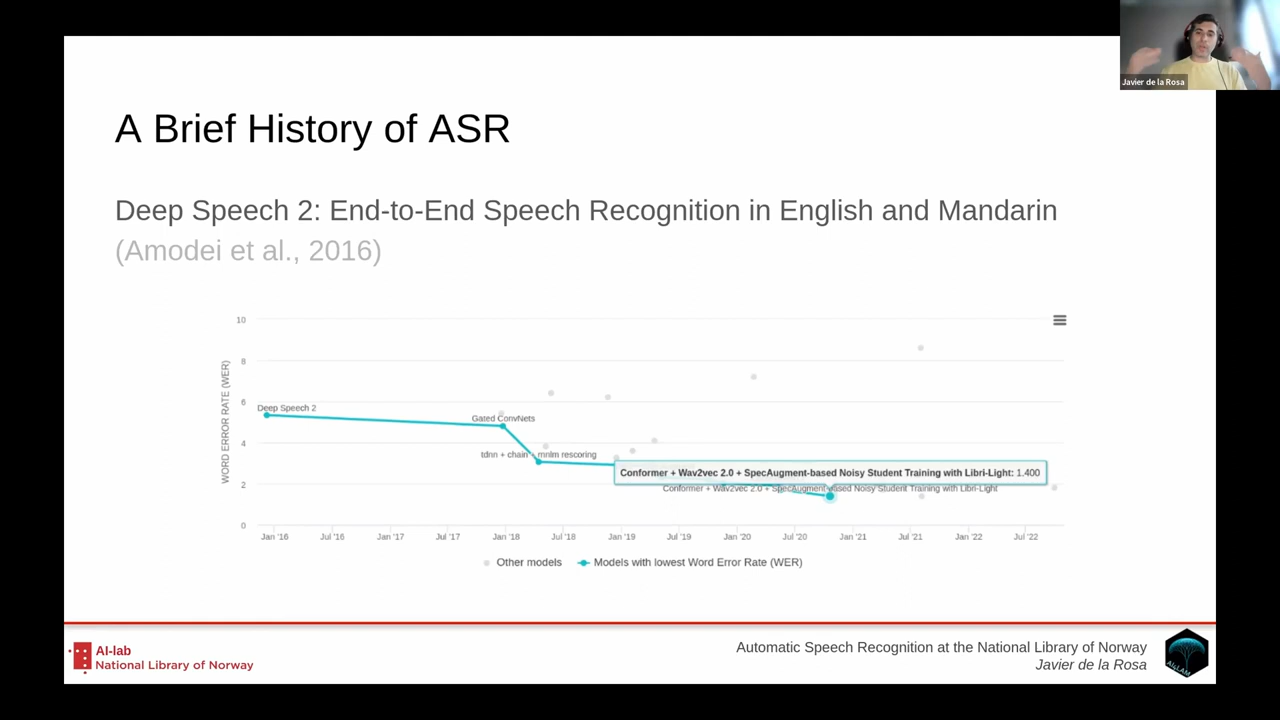 Javier de la Rosa
A Brief History of ASR
Deep Speech 2: End-to-End Speech Recognition in English and Mandarin
(Amodei et al., 2016)
WORD ERROR RATE (WER)
10
8
6
4
2
0
Deep Speech 2
Gated ConvNets
tdnn + chain + rnnlm rescoring
Conformer + Wav2vec 2.0 + SpecAugment-based Noisy Student Training with Libri-Light: 1.400
Conformer + Wav2vec 2.0 + SpecAugment-based Noisy Student Training with Libri-Light
Jan '16 Jul '16 Jan '17 Jul '17 Jan '18 Jul '18 Jan '19 Jul '19 Jan '20 Jul '20 Jan '21 Jul '21 Jan '22 Jul '22
Other models Models with lowest Word Error Rate (WER)
AI-lab
National Library of Norway
Automatic Speech Recognition at the National Library of Norway
Javier de la Rosa